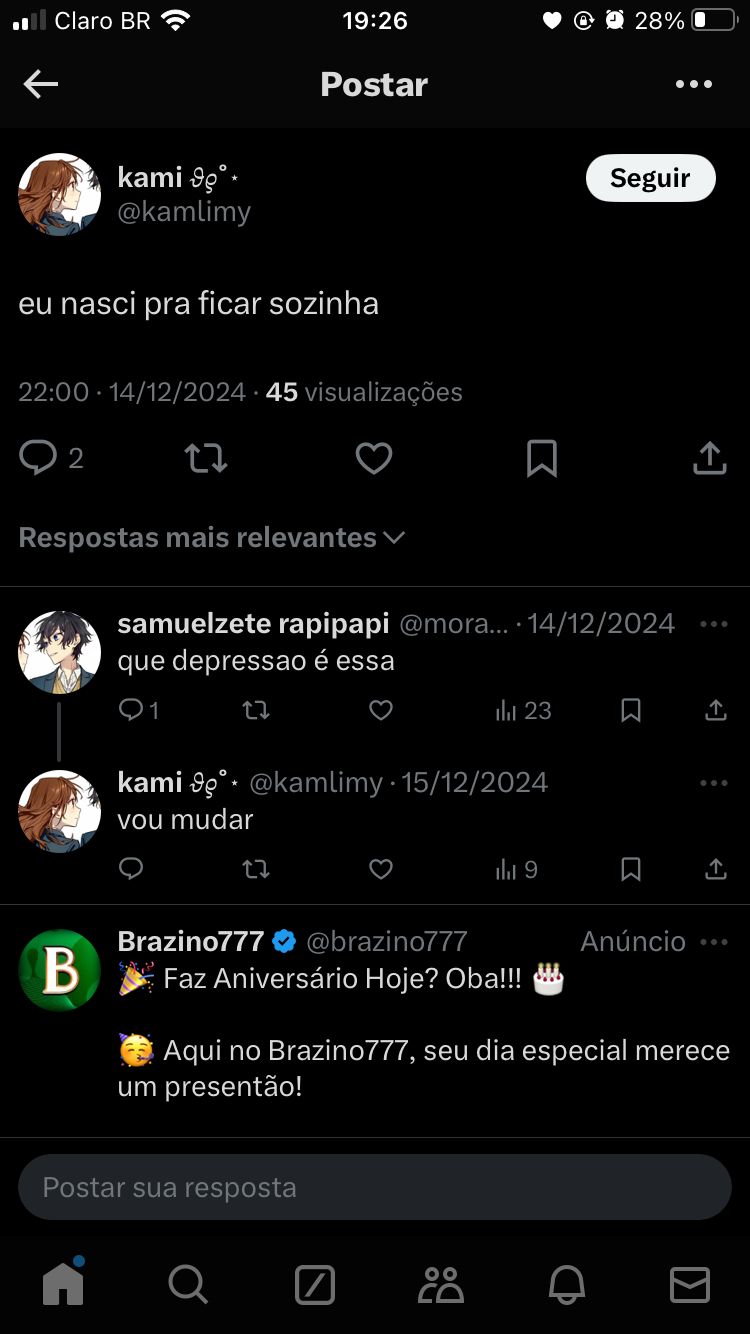 Claro BR 19:26 28%
Postar
kami 𝜗𝜚˚⋆
Seguir
@kamlimy
eu nasci pra ficar sozinha
22:00 · 14/12/2024 · 45 visualizações
2
Respostas mais relevantes
samuelzete rapipapi @mora... · 14/12/2024
que depressao é essa
1 23
kami 𝜗𝜚˚⋆ @kamlimy · 15/12/2024
vou mudar
9
Brazino777 @brazino777 Anúncio
B
🎉 Faz Aniversário Hoje? Oba!!! 🎂
🥳 Aqui no Brazino777, seu dia especial merece
um presentão!
Postar sua resposta